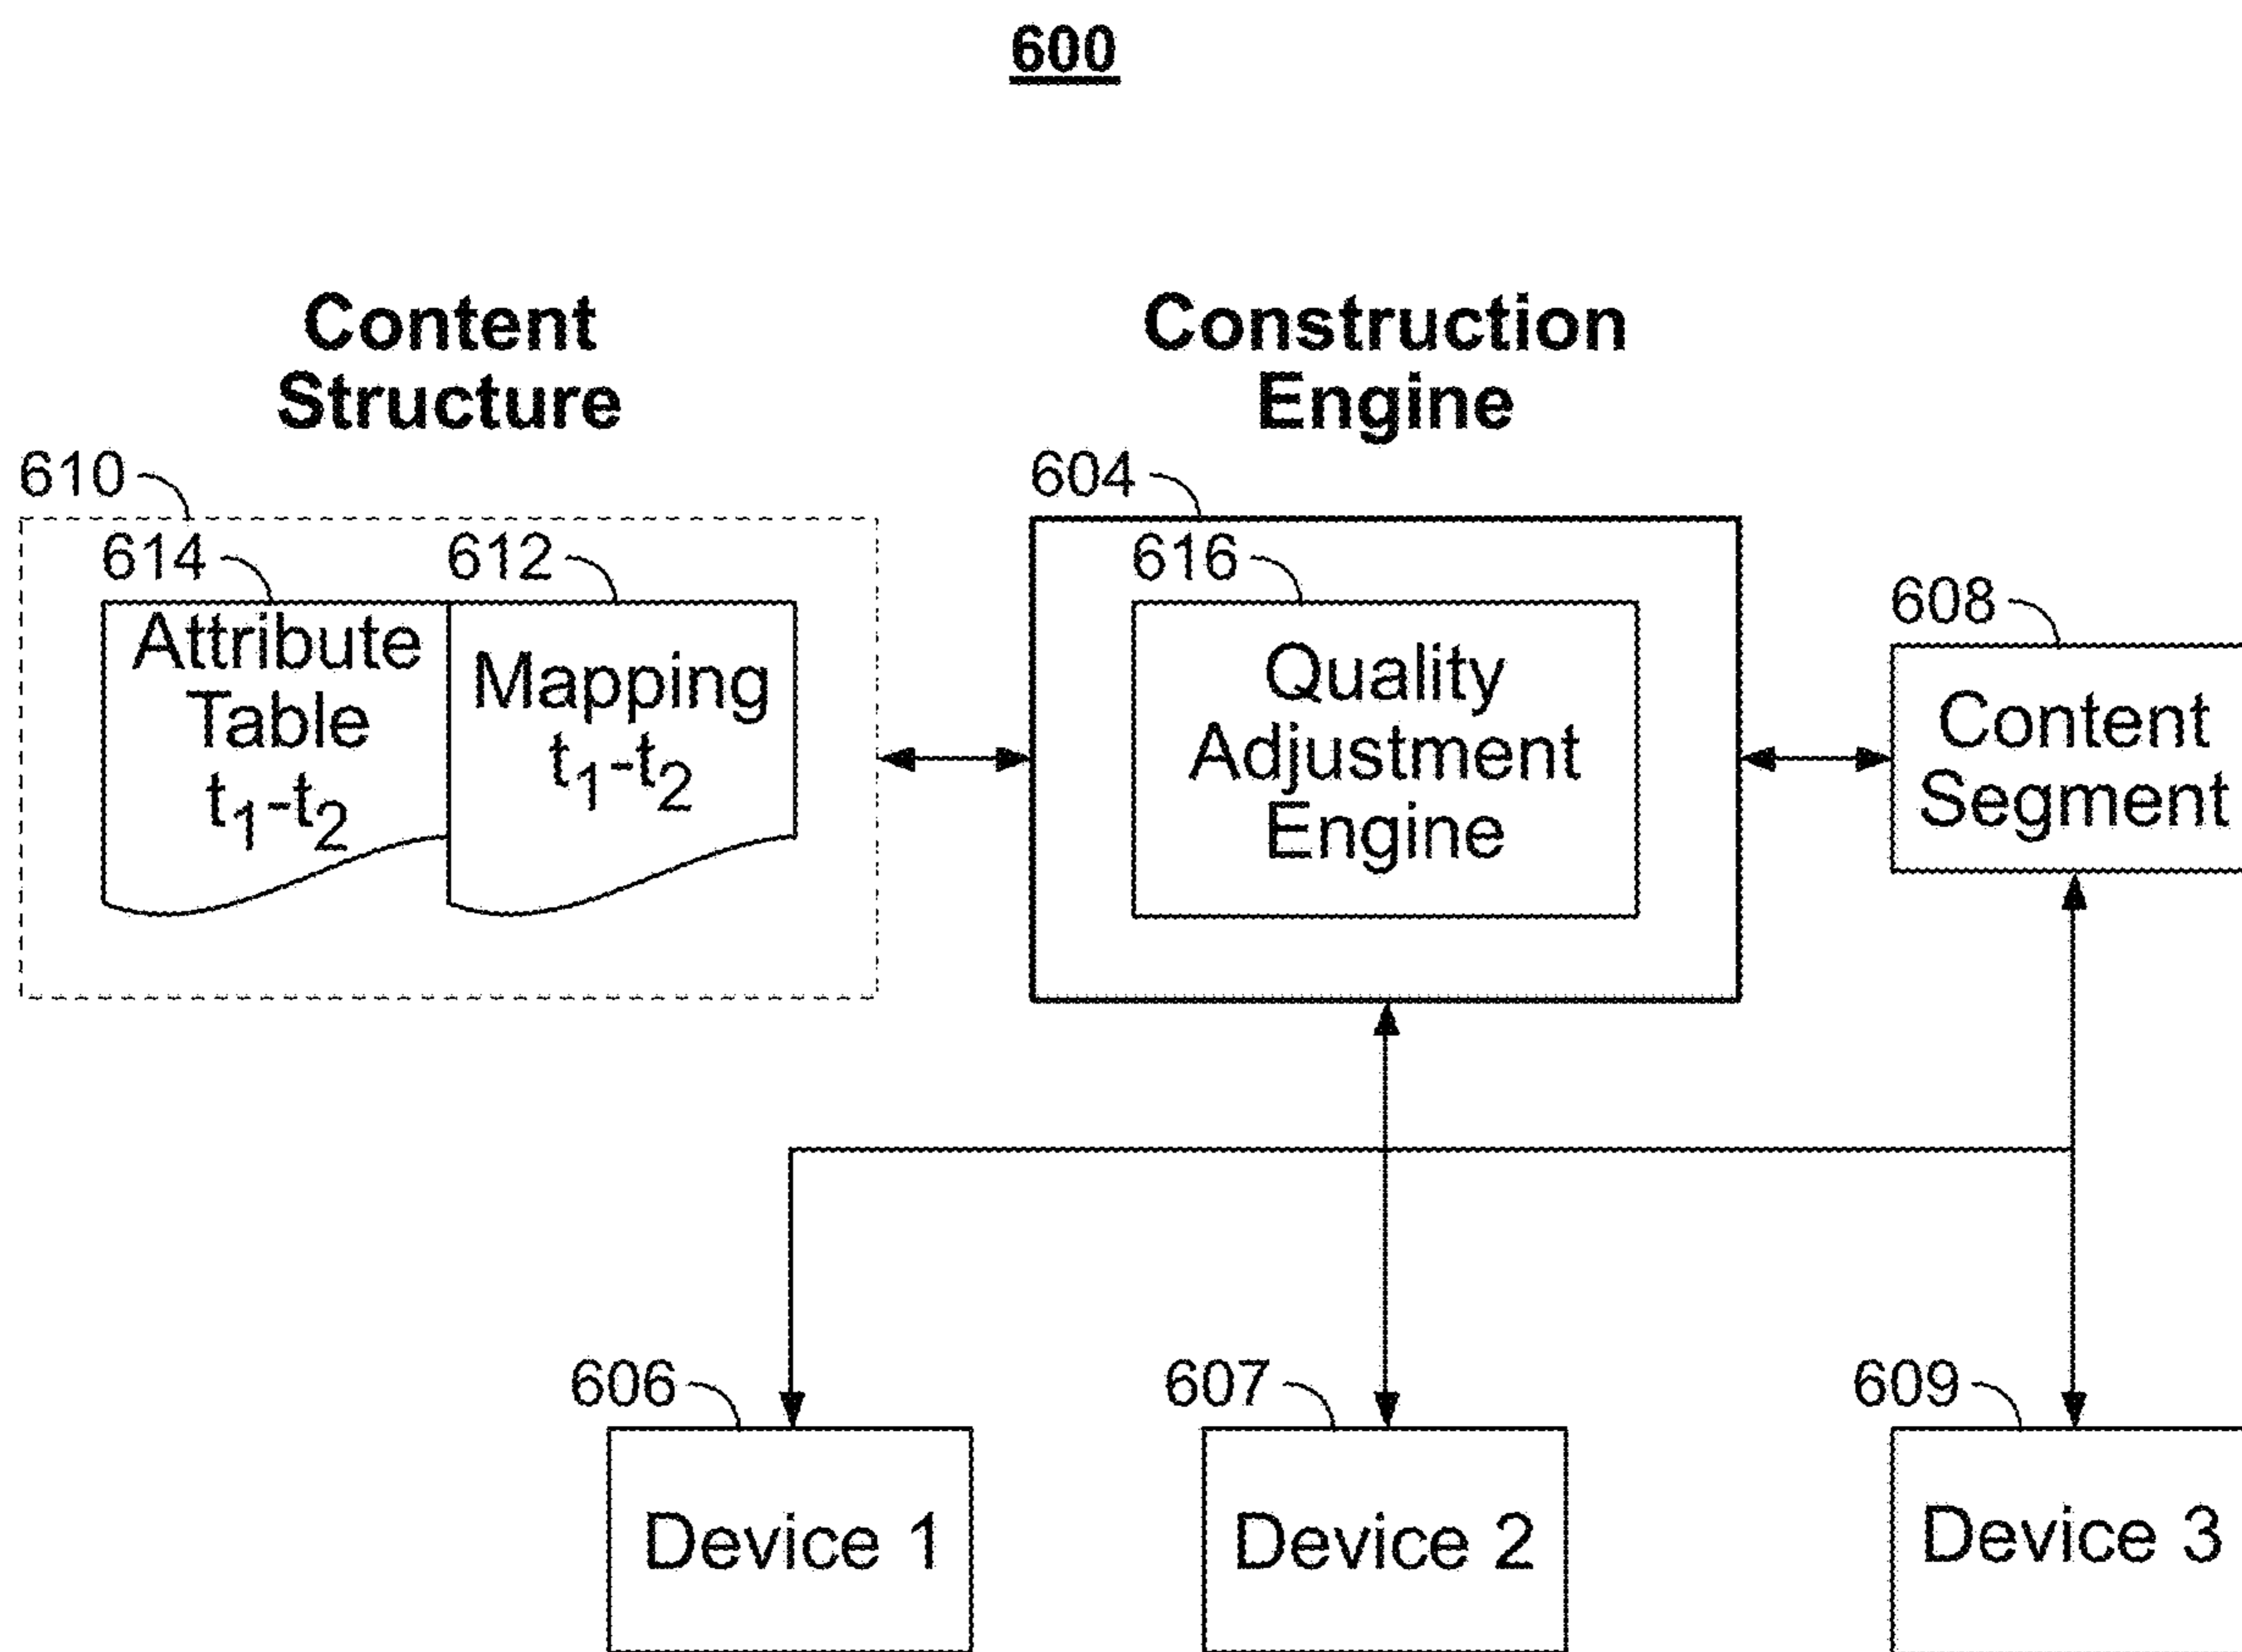 600
Content
Structure
Construction
Engine
610
604
614
612
616
608
Attribute
Table
t₁-t₂
Mapping
t₁-t₂
Quality
Adjustment
Engine
Content
Segment
606
607
609
Device 1
Device 2
Device 3